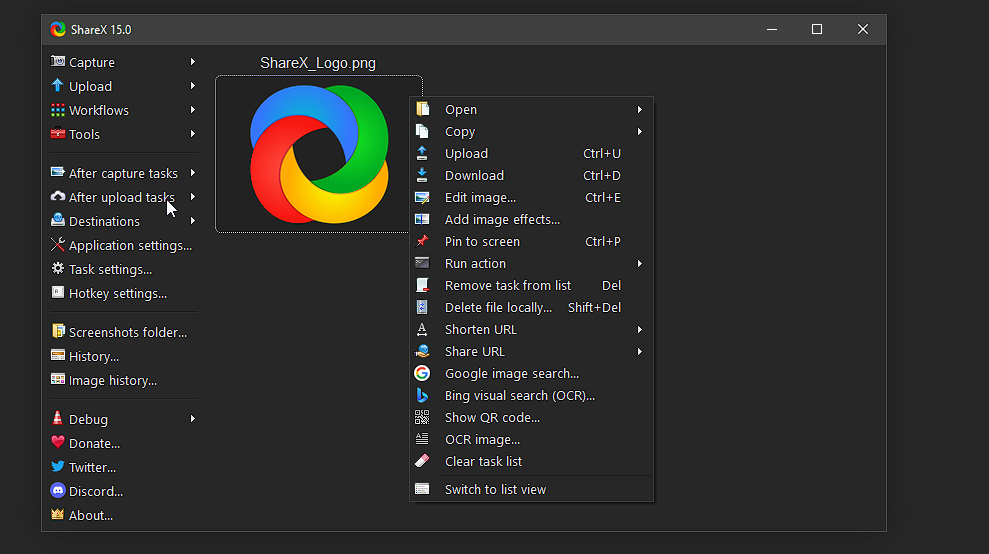 ShareX 15.0
Capture
Upload
Workflows
Tools
After capture tasks
After upload tasks
Destinations
Application settings...
Task settings...
Hotkey settings...
Screenshots folder...
History...
Image history...
Debug
Donate...
Twitter...
Discord...
About...
ShareX_Logo.png
Open
Copy
Upload Ctrl+U
Download Ctrl+D
Edit image... Ctrl+E
Add image effects...
Pin to screen Ctrl+P
Run action
Remove task from list Del
Delete file locally... Shift+Del
Shorten URL
Share URL
Google image search...
Bing visual search (OCR)...
Show QR code...
OCR image...
Clear task list
Switch to list view